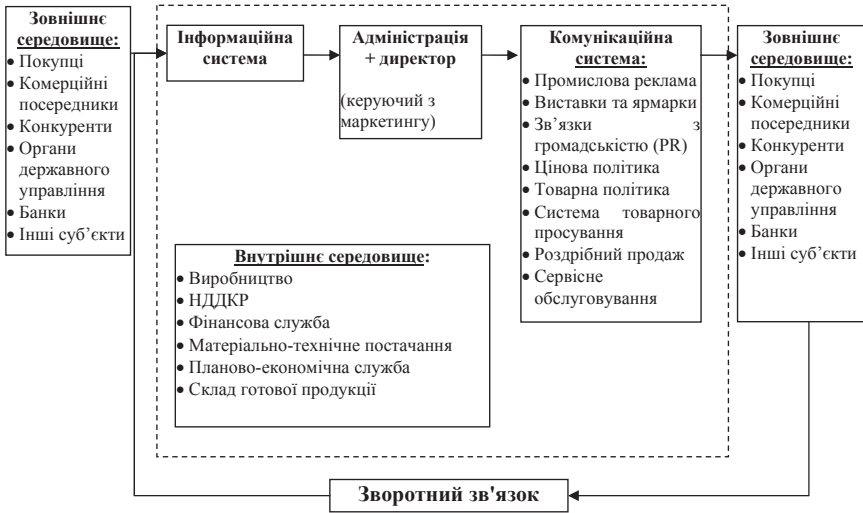 Зовнішнє
середовище:
• Покупці
• Комерційні
посередники
• Конкуренти
• Органи
державного
управління
• Банки
• Інші суб’єкти
Інформаційна
система
Адміністрація
+ директор
(керуючий з
маркетингу)
Комунікаційна
система:
• Промислова реклама
• Виставки та ярмарки
• Зв’язки з
громадськістю (PR)
• Цінова політика
• Товарна політика
• Система товарного
просування
• Роздрібний продаж
• Сервісне
обслуговування
Зовнішнє
середовище:
• Покупці
• Комерційні
посередники
• Конкуренти
• Органи
державного
управління
• Банки
• Інші суб’єкти
Внутрішнє середовище:
• Виробництво
• НДДКР
• Фінансова служба
• Матеріально-технічне постачання
• Планово-економічна служба
• Склад готової продукції
Зворотний зв'язок